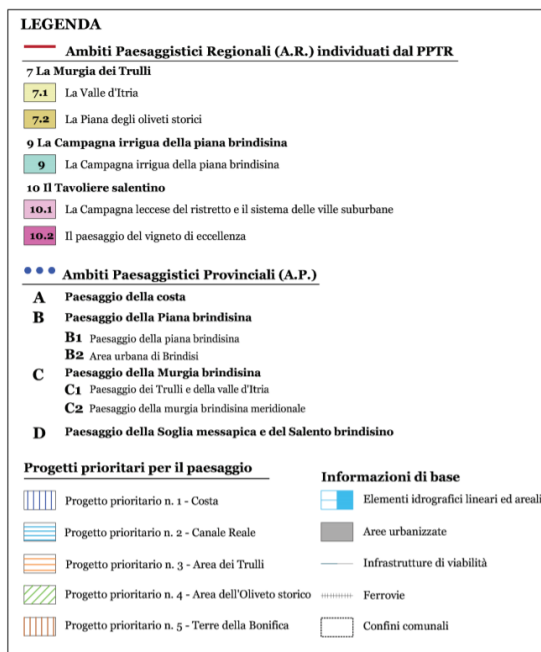 LEGENDA
Ambiti Paesaggistici Regionali (A.R.) individuati dal PPTR
7 La Murgia dei Trulli
7.1 La Valle d'Itria
7.2 La Piana degli oliveti storici
9 La Campagna irrigua della piana brindisina
9 La Campagna irrigua della piana brindisina
10 Il Tavoliere salentino
10.1 La Campagna leccese del ristretto e il sistema delle ville suburbane
10.2 Il paesaggio del vigneto di eccellenza
Ambiti Paesaggistici Provinciali (A.P.)
A Paesaggio della costa
B Paesaggio della Piana brindisina
B1 Paesaggio della piana brindisina
B2 Area urbana di Brindisi
C Paesaggio della Murgia brindisina
C1 Paesaggio dei Trulli e della valle d'Itria
C2 Paesaggio della murgia brindisina meridionale
D Paesaggio della Soglia messapica e del Salento brindisino
Progetti prioritari per il paesaggio
Progetto prioritario n. 1 - Costa
Progetto prioritario n. 2 - Canale Reale
Progetto prioritario n. 3 - Area dei Trulli
Progetto prioritario n. 4 - Area dell'Oliveto storico
Progetto prioritario n. 5 - Terre della Bonifica
Informazioni di base
Elementi idrografici lineari ed areali
Aree urbanizzate
Infrastrutture di viabilità
Ferrovie
Confini comunali